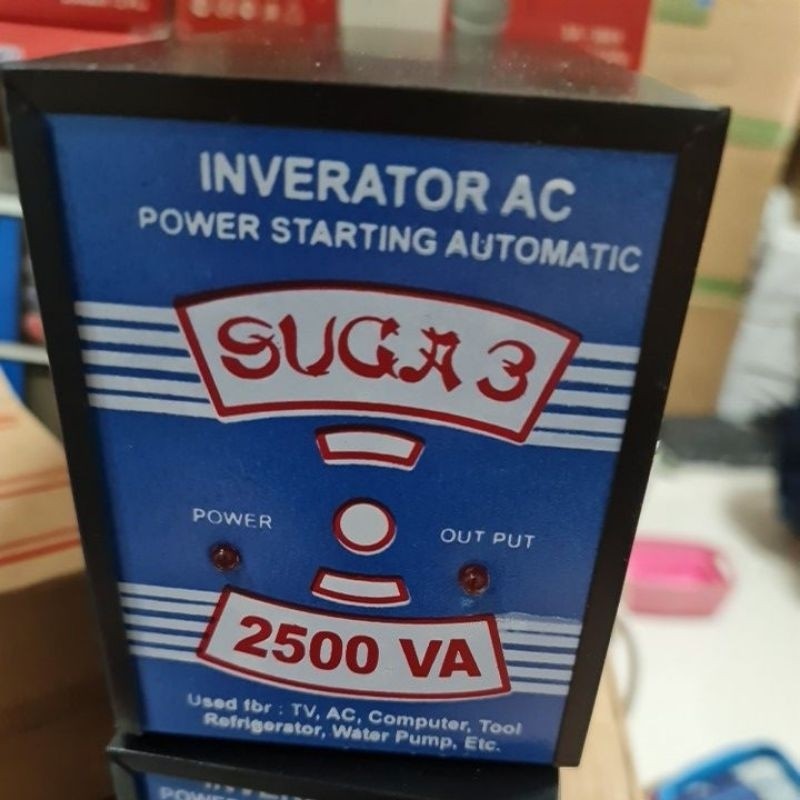 INVERATOR AC
POWER STARTING AUTOMATIC
SUGA 3
POWER
OUT PUT
2500 VA
Used for : TV, AC, Computer, Tool
Refrigerator, Water Pump, Etc.